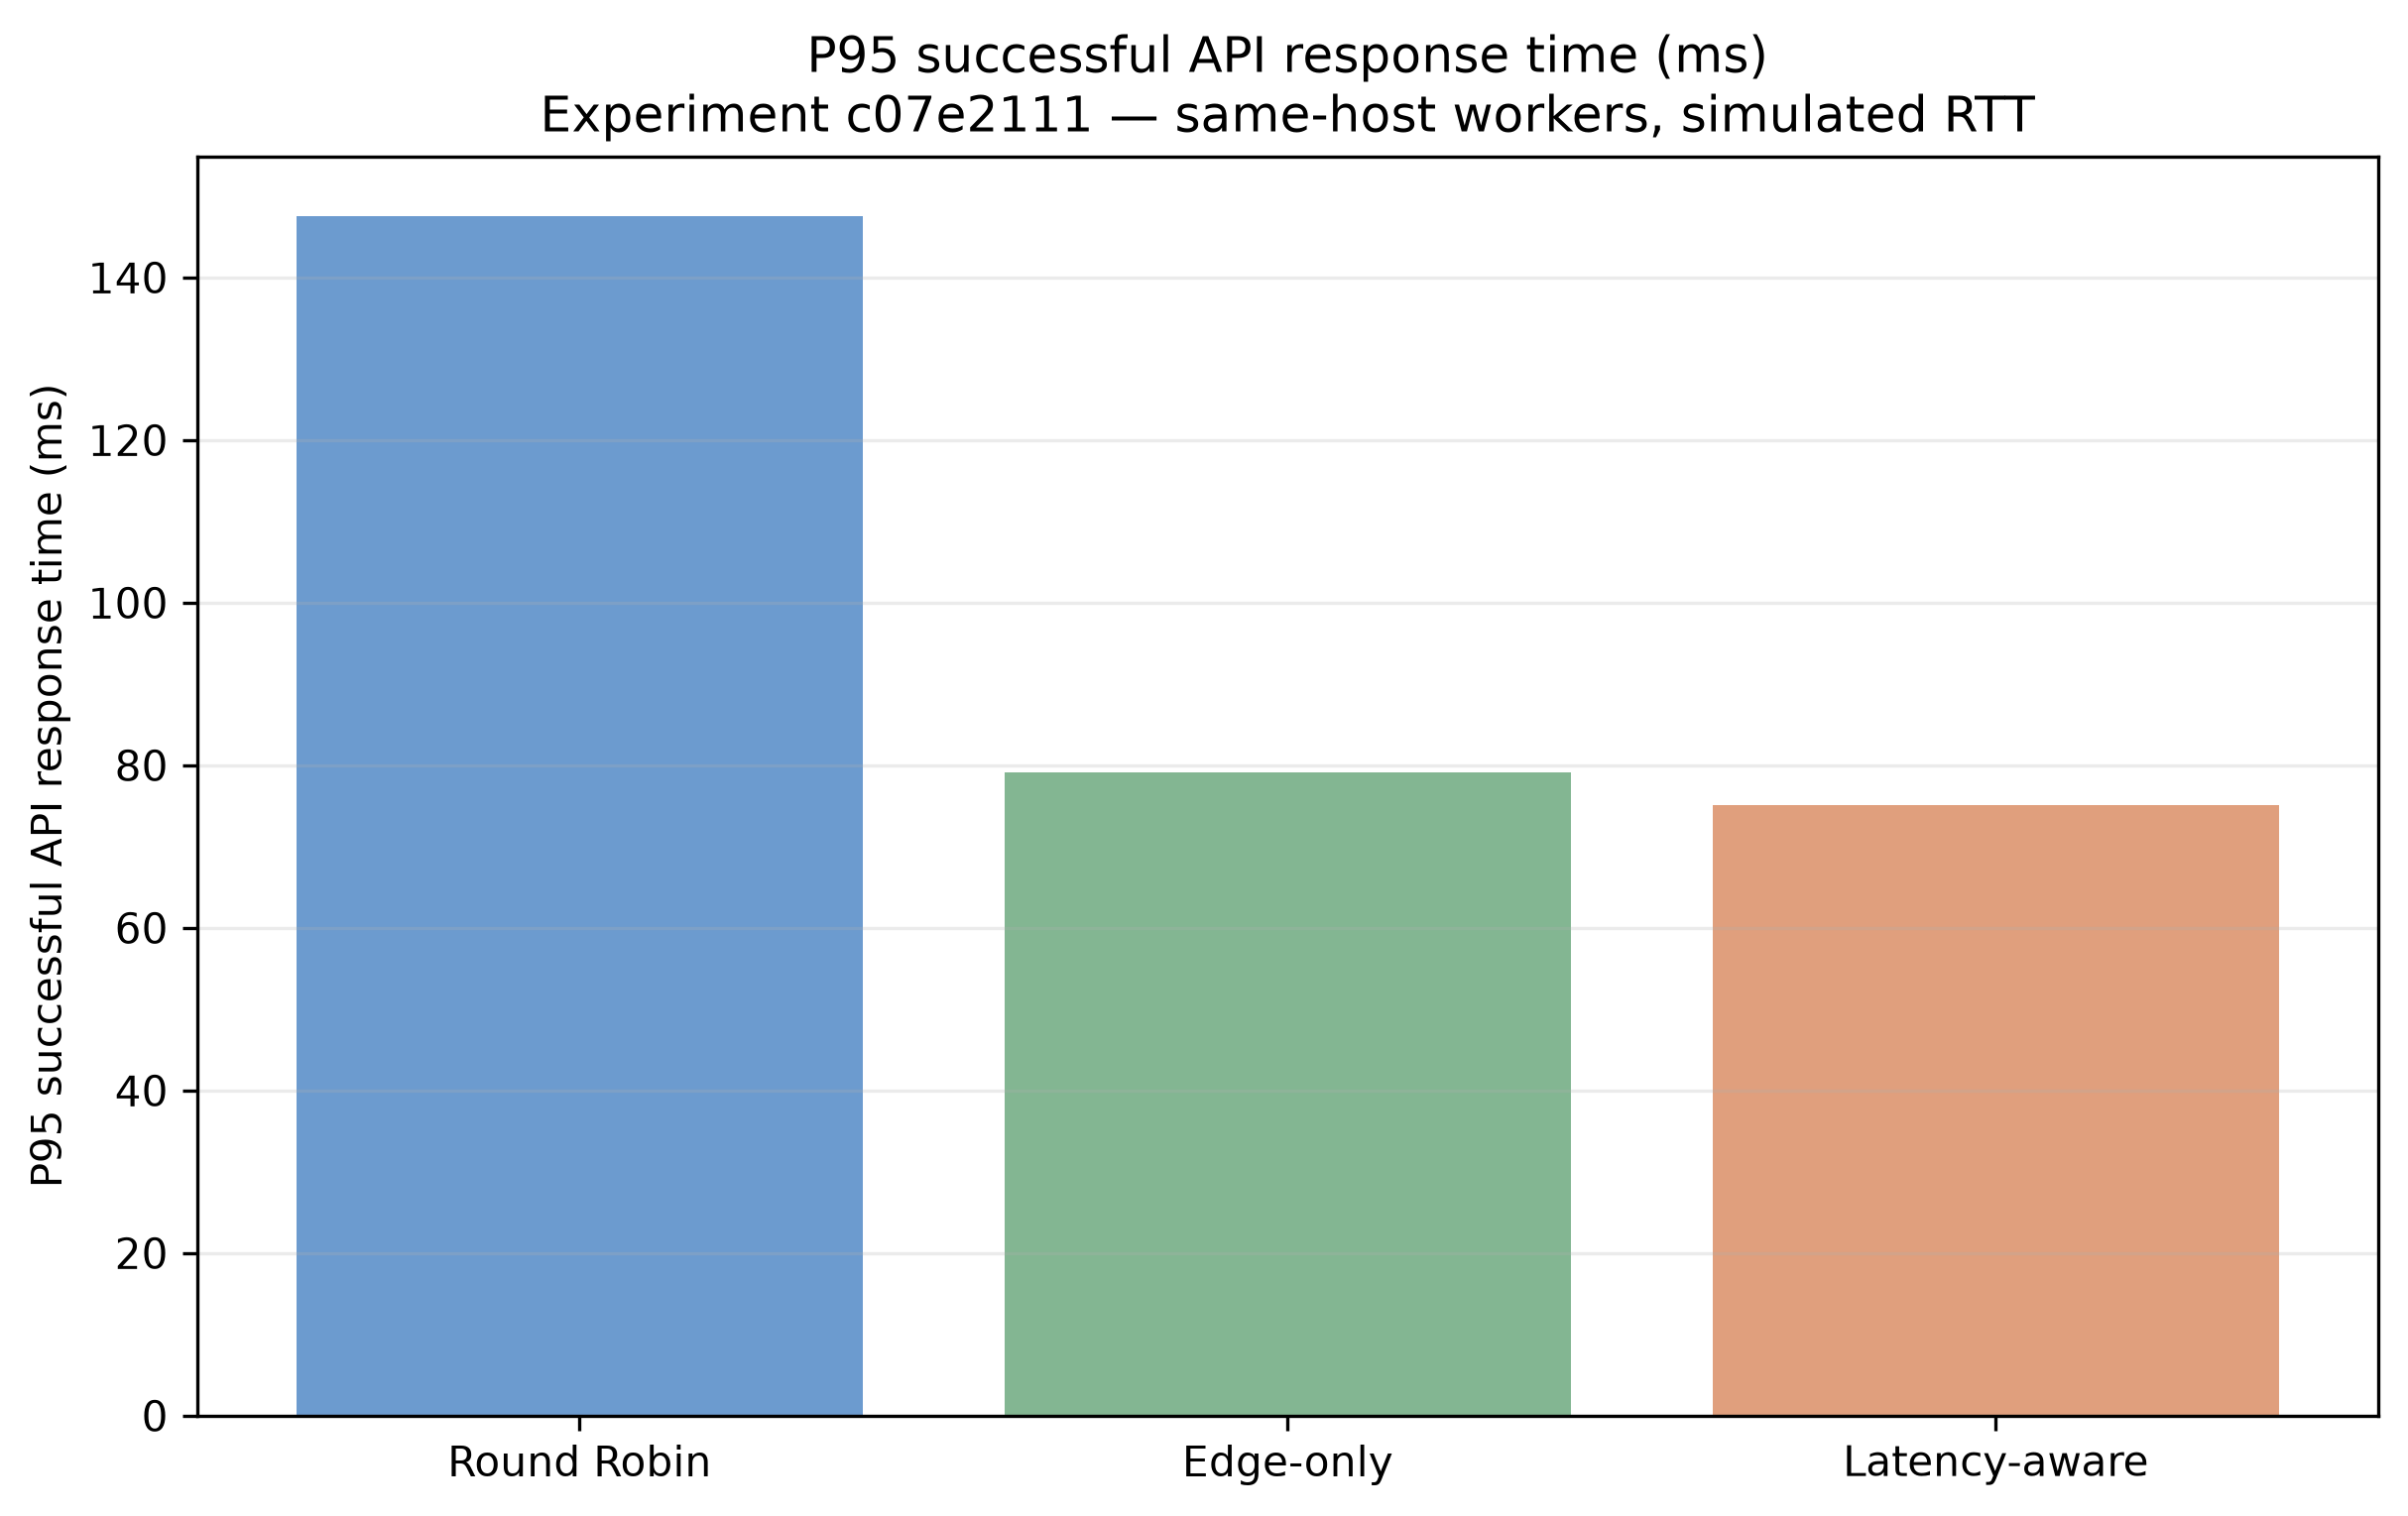 P95 successful API response time (ms)
Experiment c07e2111 — same-host workers, simulated RTT
P95 successful API response time (ms)
140
120
100
80
60
40
20
0
Round Robin
Edge-only
Latency-aware